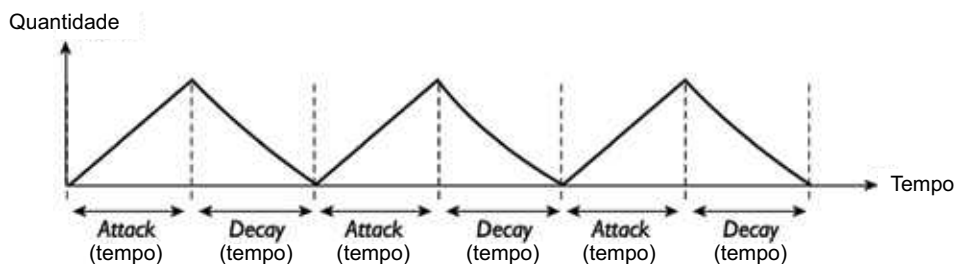 Quantidade
Tempo
Attack Decay Attack Decay Attack Decay
(tempo) (tempo) (tempo) (tempo) (tempo) (tempo)